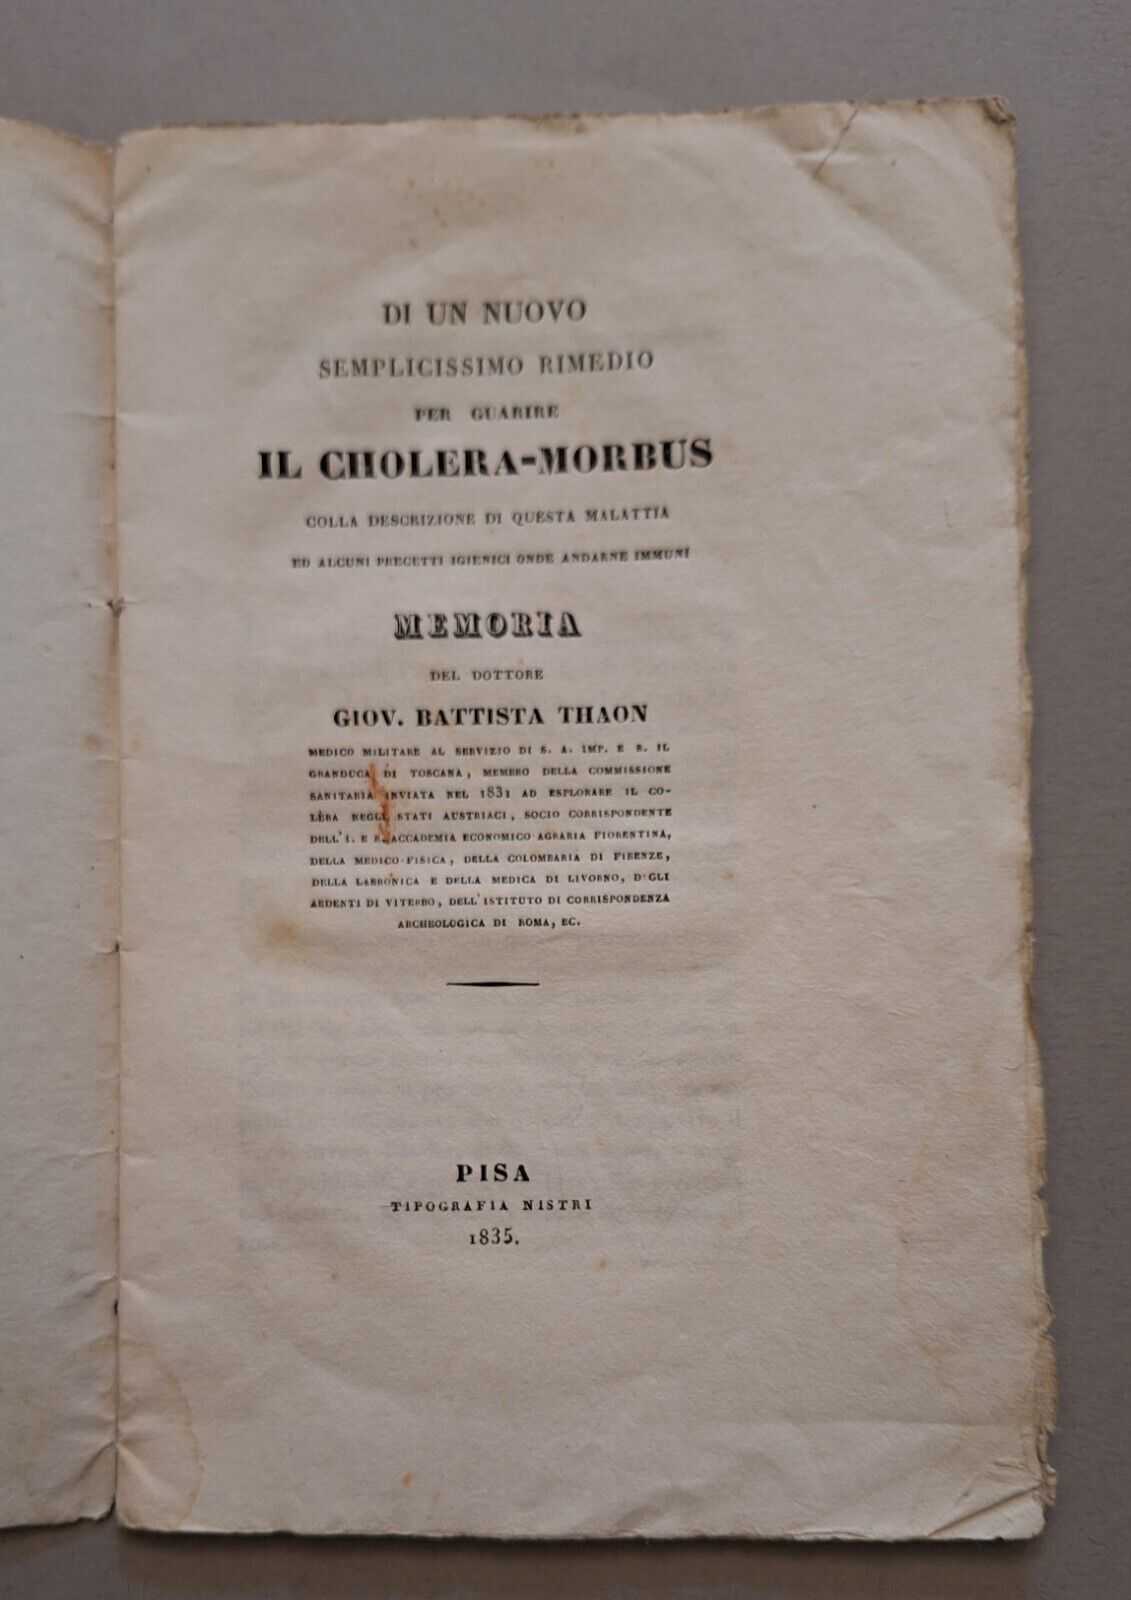 DI UN NUOVO
SEMPLICISSIMO RIMEDIO
PER GUARIRE
IL CHOLERA-MORBUS
COLLA DESCRIZIONE DI QUESTA MALATTIA
ED ALCUNI PRECETTI IGIENICI ONDE ANDARNE IMMUNI
MEMORIA
DEL DOTTORE
GIOV. BATTISTA THAON
MEDICO MILITARE AL SERVIZIO DI S. A. IMP. E R. IL
GRANDUCA DI TOSCANA, MEMBRO DELLA COMMISSIONE
SANITARIA INVIATA NEL 1831 AD ESPLORARE IL CO-
LÈRA NEGLI STATI AUSTRIACI, SOCIO CORRISPONDENTE
DELL'I. E R. ACCADEMIA ECONOMICO-AGRARIA FIORENTINA,
DELLA MEDICO-FISICA, DELLA COLOMBARIA DI FIRENZE,
DELLA LABRONICA E DELLA MEDICA DI LIVORNO, DEGLI
ARDENTI DI VITERBO, DELL'ISTITUTO DI CORRISPONDENZA
ARCHEOLOGICA DI ROMA, EC.
PISA
TIPOGRAFIA NISTRI
1835.